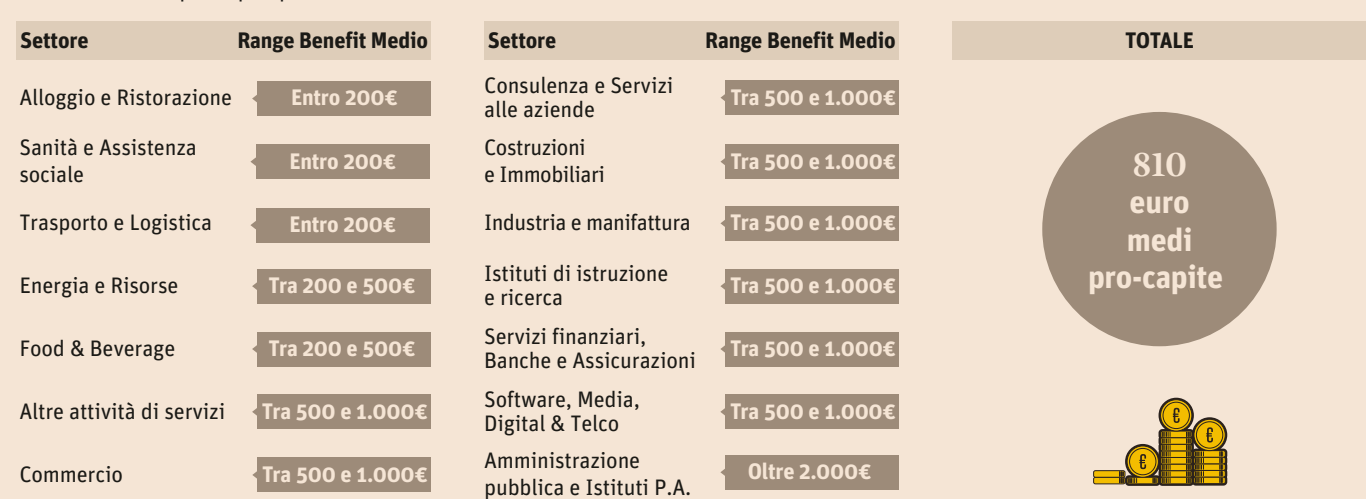 Settore Range Benefit Medio
Alloggio e Ristorazione Entro 200€
Sanità e Assistenza
sociale
Entro 200€
Trasporto e Logistica Entro 200€
Energia e Risorse Tra 200 e 500€
Food & Beverage Tra 200 e 500€
Altre attività di servizi Tra 500 e 1.000€
Commercio Tra 500 e 1.000€
Settore Range Benefit Medio
Consulenza e Servizi
alle aziende
Tra 500 e 1.000€
Costruzioni
e Immobiliari
Tra 500 e 1.000€
Industria e manifattura Tra 500 e 1.000€
Istituti di istruzione
e ricerca
Tra 500 e 1.000€
Servizi finanziari,
Banche e Assicurazioni
Tra 500 e 1.000€
Software, Media,
Digital & Telco
Tra 500 e 1.000€
Amministrazione
pubblica e Istituti P.A.
Oltre 2.000€
TOTALE
810
euro
medi
pro-capite
€
€
€